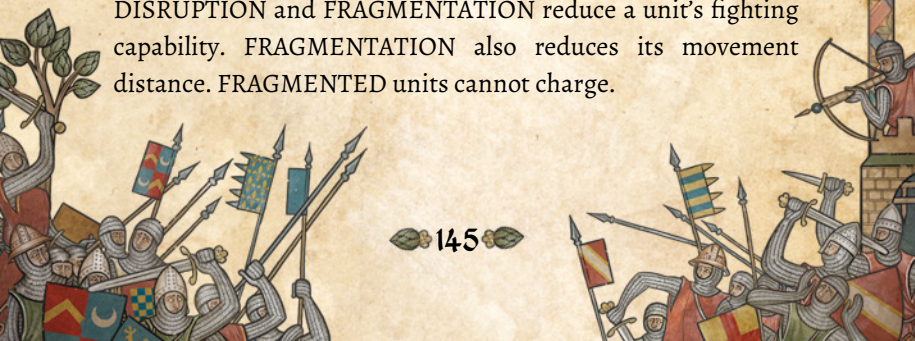 DISRUPTION and FRAGMENTATION reduce a unit's fighting
capability. FRAGMENTATION also reduces its movement
distance. FRAGMENTED units cannot charge.
145